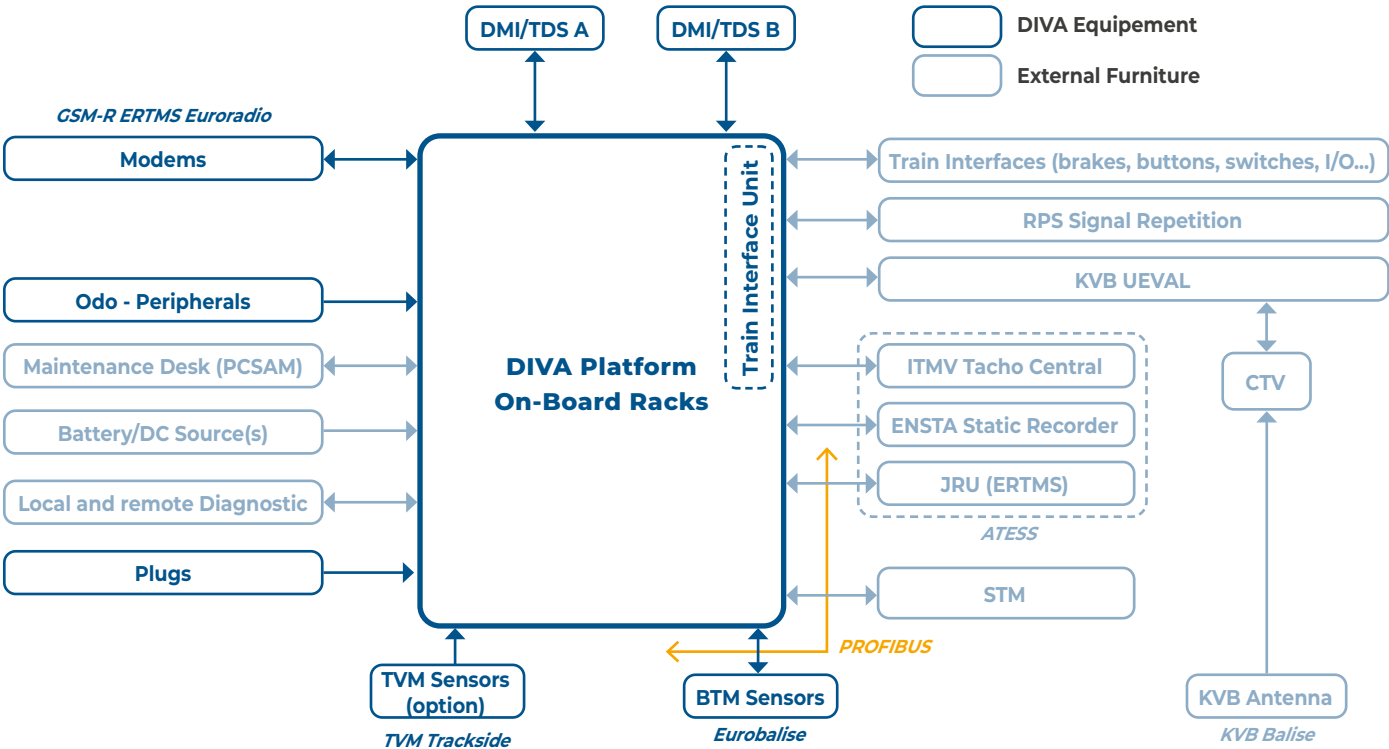 DMI/TDS A
DMI/TDS B
DIVA Equipement
External Furniture
GSM-R ERTMS Euroradio
Modems
Odo - Peripherals
Maintenance Desk (PCSAM)
Battery/DC Source(s)
Local and remote Diagnostic
Plugs
DIVA Platform
On-Board Racks
Train Interface Unit
Train Interfaces (brakes, buttons, switches, I/O...)
RPS Signal Repetition
KVB UEVAL
ITMV Tacho Central
ENSTA Static Recorder
JRU (ERTMS)
ATESS
CTV
STM
PROFIBUS
TVM Sensors
(option)
TVM Trackside
BTM Sensors
Eurobalise
KVB Antenna
KVB Balise